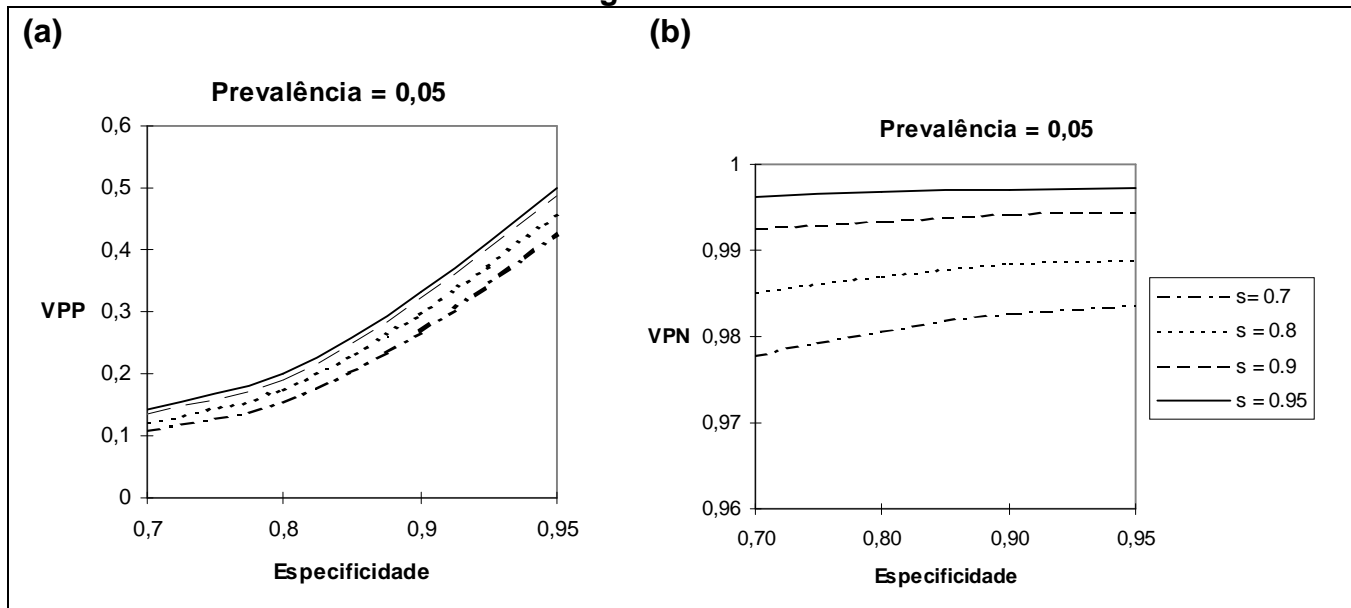 (a)
Prevalência = 0,05
0,6
0,5
0,4
0,3
0,2
0,1
0
VPP
0,7 0,8 0,9 0,95
Especificidade
(b)
Prevalência = 0,05
1
0,99
0,98
0,97
0,96
VPN
0,70 0,80 0,90 0,95
Especificidade
s= 0.7
s = 0.8
s = 0.9
s = 0.95